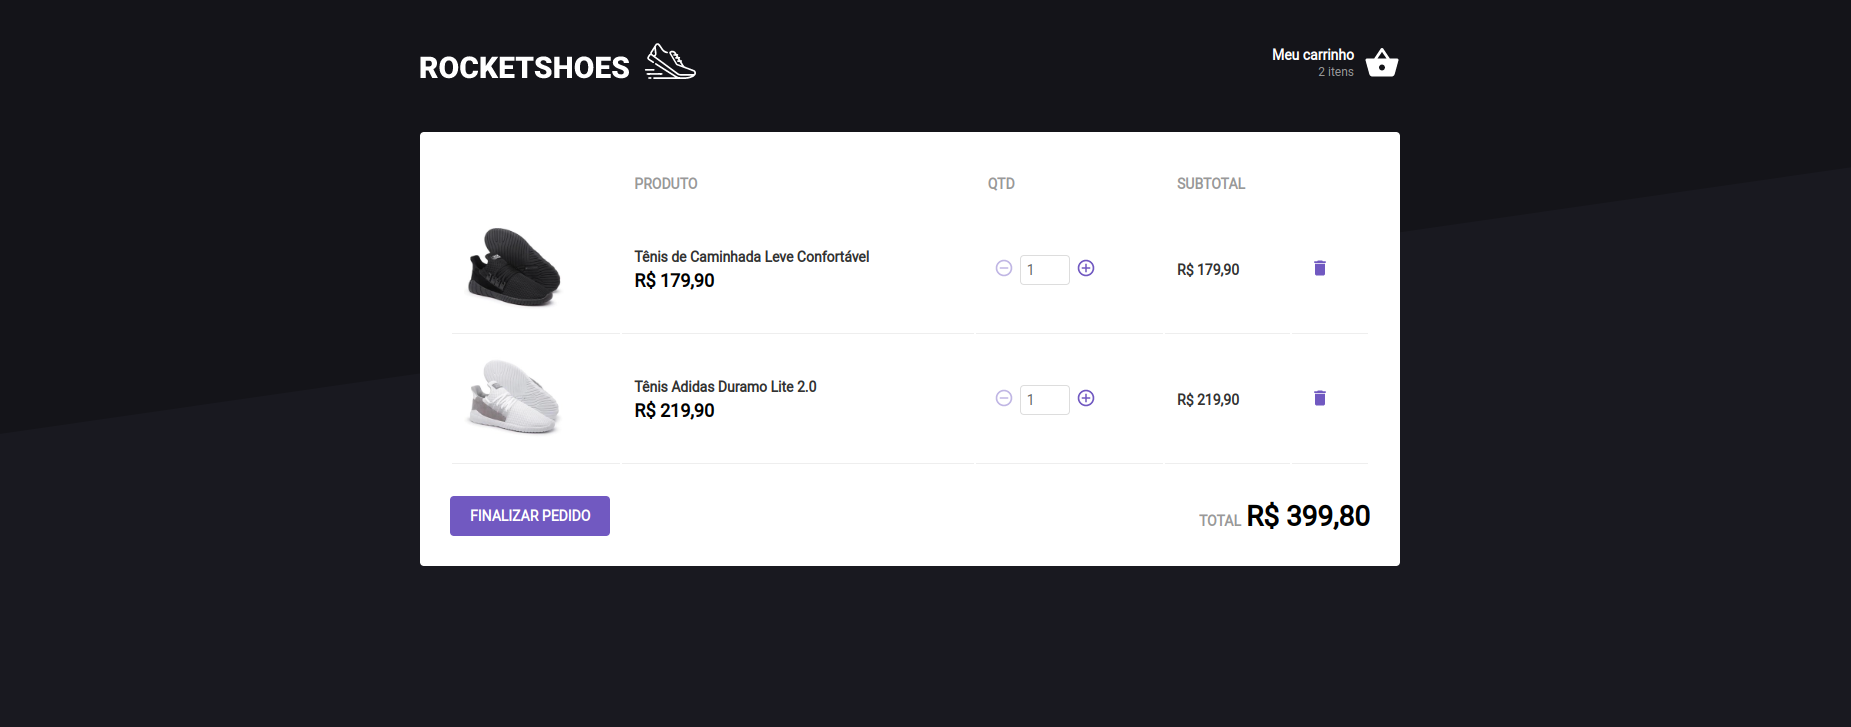 ROCKETSHOES
Meu carrinho
2 itens
PRODUTO QTD SUBTOTAL
Tênis de Caminhada Leve Confortável
R$ 179,90
1
R$ 179,90
Tênis Adidas Duramo Lite 2.0
R$ 219,90
1
R$ 219,90
FINALIZAR PEDIDO
TOTAL R$ 399,80